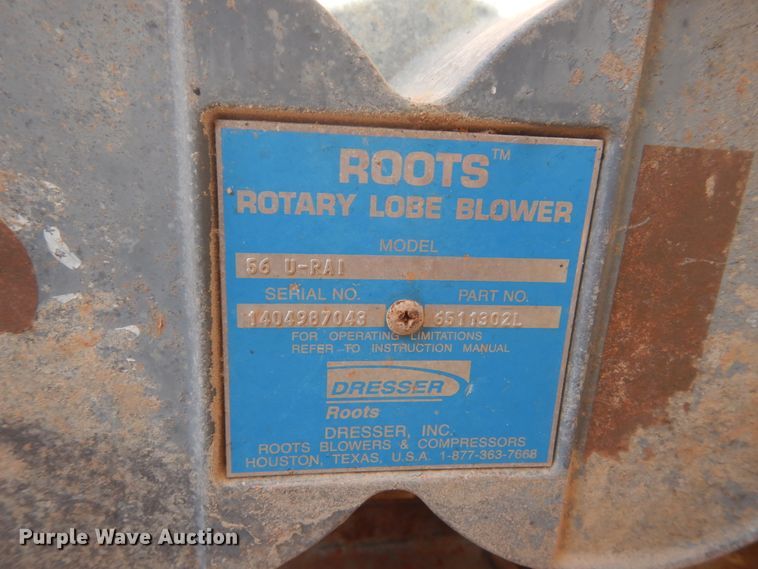 ROOTS™
ROTARY LOBE BLOWER
MODEL
56 U-RAI
SERIAL NO. PART NO.
1404987043 6511302L
FOR OPERATING LIMITATIONS
REFER TO INSTRUCTION MANUAL
DRESSER
Roots
DRESSER, INC.
ROOTS BLOWERS & COMPRESSORS
HOUSTON, TEXAS, U.S.A. 1-877-363-7668
Purple Wave Auction